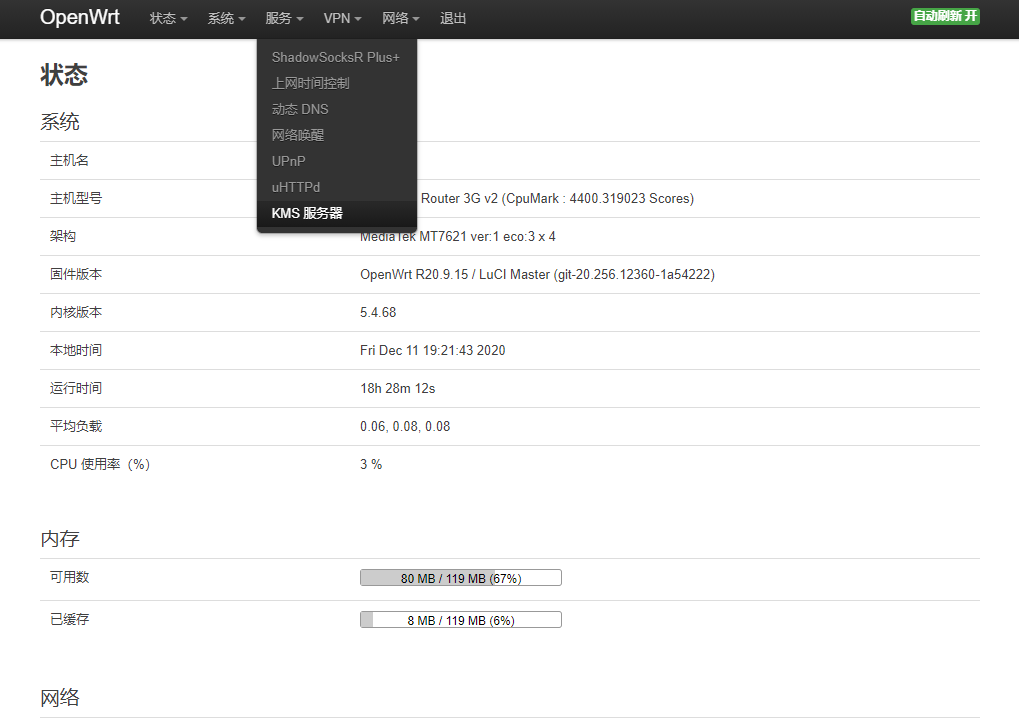 OpenWrt 状态 系统 服务 VPN 网络 退出 自动刷新 开
ShadowSocksR Plus+
上网时间控制
动态 DNS
网络唤醒
UPnP
uHTTPd
KMS 服务器
状态
系统
主机名
主机型号 Router 3G v2 (CpuMark : 4400.319023 Scores)
架构 MediaTek MT7621 ver:1 eco:3 x 4
固件版本 OpenWrt R20.9.15 / LuCI Master (git-20.256.12360-1a54222)
内核版本 5.4.68
本地时间 Fri Dec 11 19:21:43 2020
运行时间 18h 28m 12s
平均负载 0.06, 0.08, 0.08
CPU 使用率（%） 3 %
内存
可用数 80 MB / 119 MB (67%)
已缓存 8 MB / 119 MB (6%)
网络